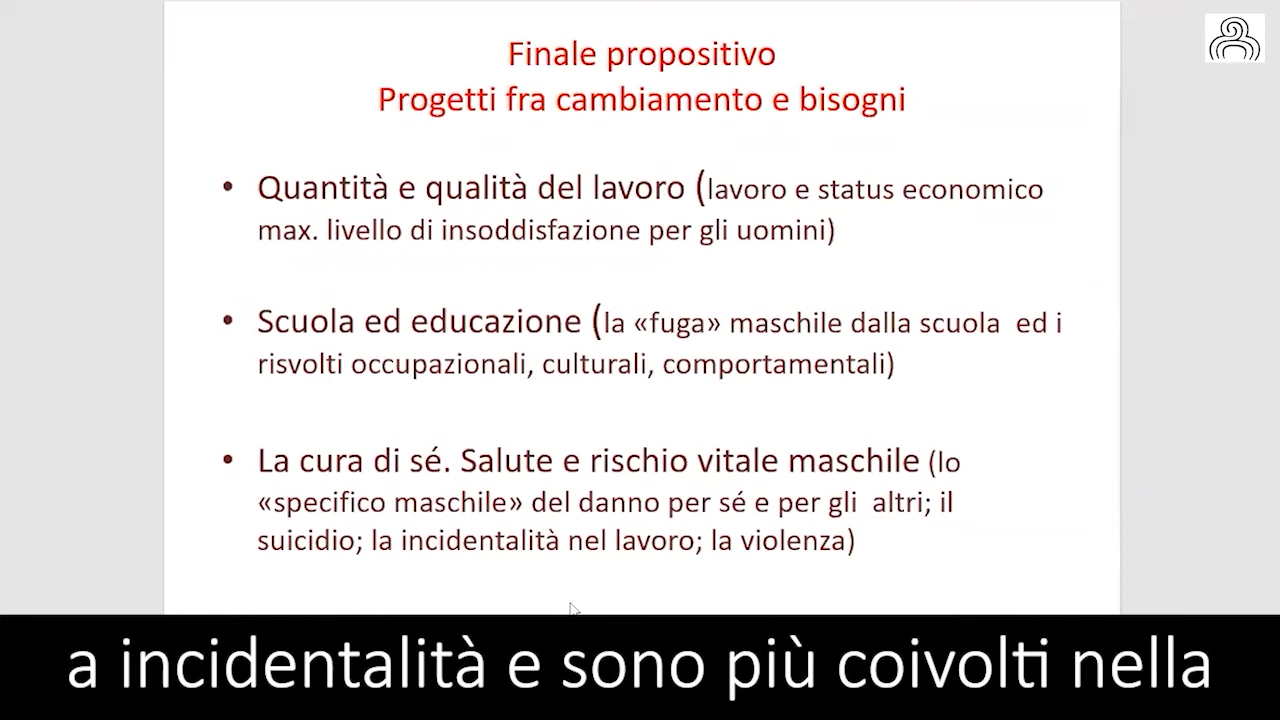 Finale propositivo
Progetti fra cambiamento e bisogni
• Quantità e qualità del lavoro (lavoro e status economico
max. livello di insoddisfazione per gli uomini)
• Scuola ed educazione (la «fuga» maschile dalla scuola ed i
risvolti occupazionali, culturali, comportamentali)
• La cura di sé. Salute e rischio vitale maschile (lo
«specifico maschile» del danno per sé e per gli altri; il
suicidio; la incidentalità nel lavoro; la violenza)
a incidentalità e sono più coivolti nella